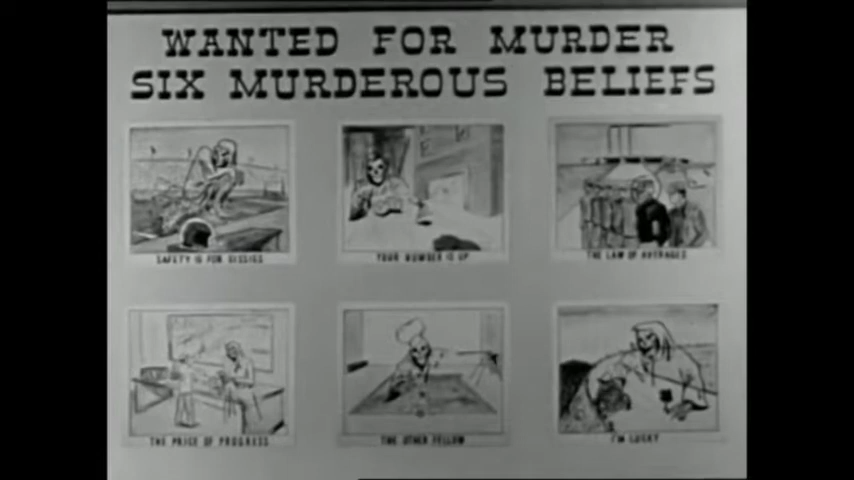 WANTED FOR MURDER
SIX MURDEROUS BELIEFS
SAFETY IS FOR SISSIES
YOUR NUMBER IS UP
THE LAW OF AVERAGES
THE PRICE OF PROGRESS
THE OTHER FELLOW
I'M LUCKY